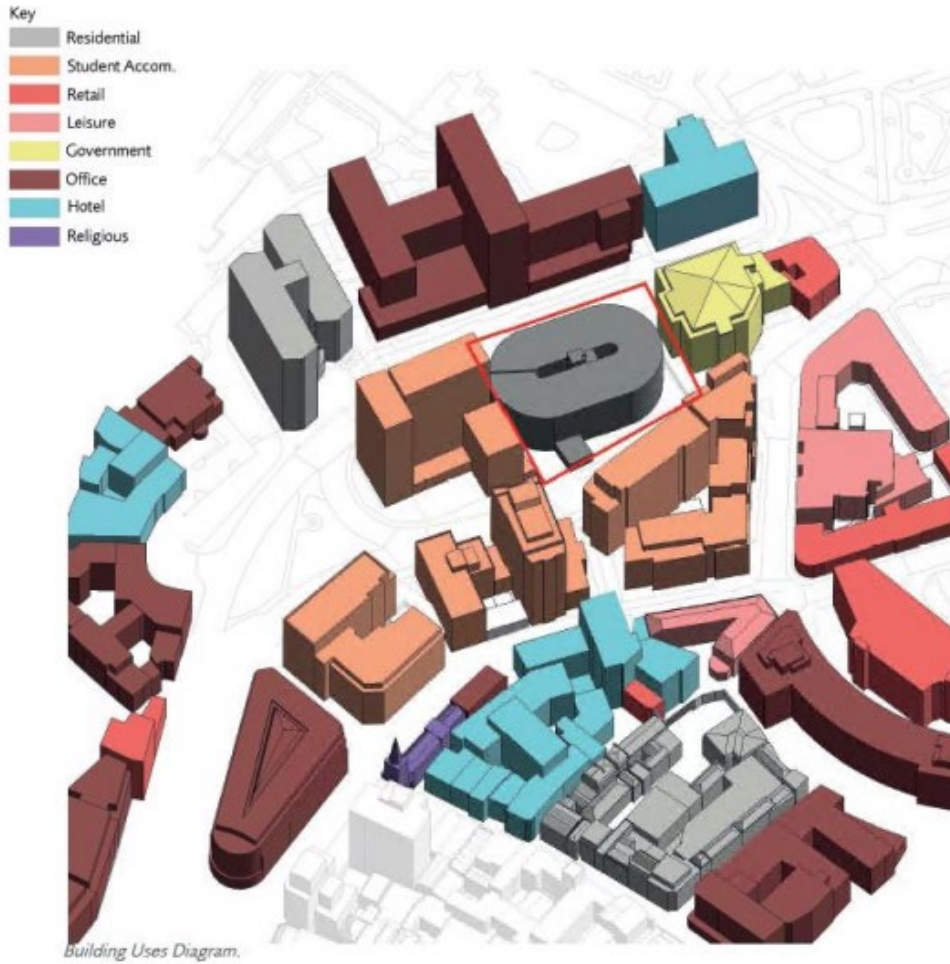 Key
Residential
Student Accom.
Retail
Leisure
Government
Office
Hotel
Religious
Building Uses Diagram.